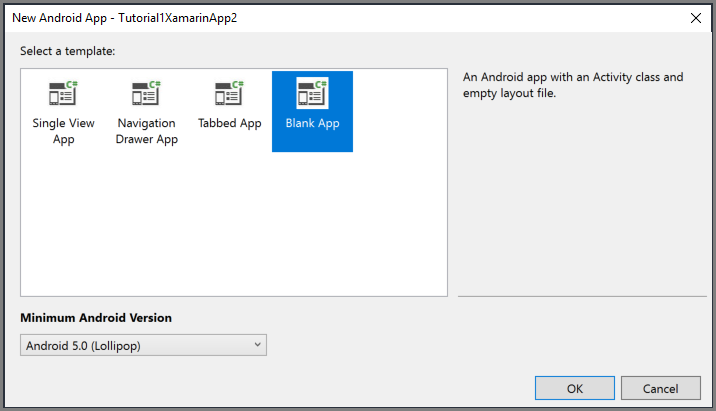 New Android App - Tutorial1XamarinApp2
Select a template:
C#
C#
C#
C#
Single View
App
Navigation
Drawer App
Tabbed App
Blank App
An Android app with an Activity class and
empty layout file.
Minimum Android Version
Android 5.0 (Lollipop)
OK
Cancel